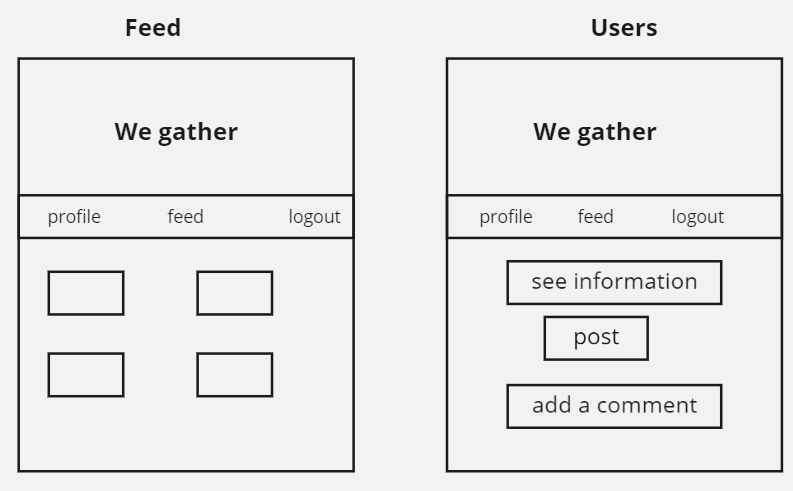 Feed
We gather
profile feed logout
Users
We gather
profile feed logout
see information
post
add a comment